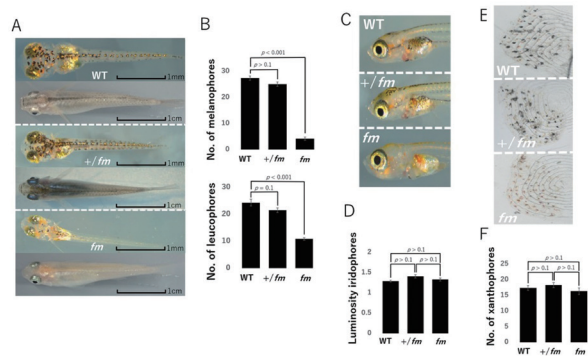 A
WT
1mm
1cm
+/fm
1mm
1cm
fm
1mm
1cm
B
No. of melanophores
30
20
10
0
p < 0.001
p > 0.1
WT +/fm fm
No. of leucophores
30
20
10
0
p < 0.001
p = 0.1
WT +/fm fm
C
WT
+/fm
fm
D
Luminosity iridophores
2
1.5
1
0.5
0
p > 0.1
p > 0.1 p > 0.1
WT +/fm fm
E
WT
+/fm
fm
F
No. of xanthophores
25
20
15
10
5
0
p > 0.1
p > 0.1 p > 0.1
WT +/fm fm